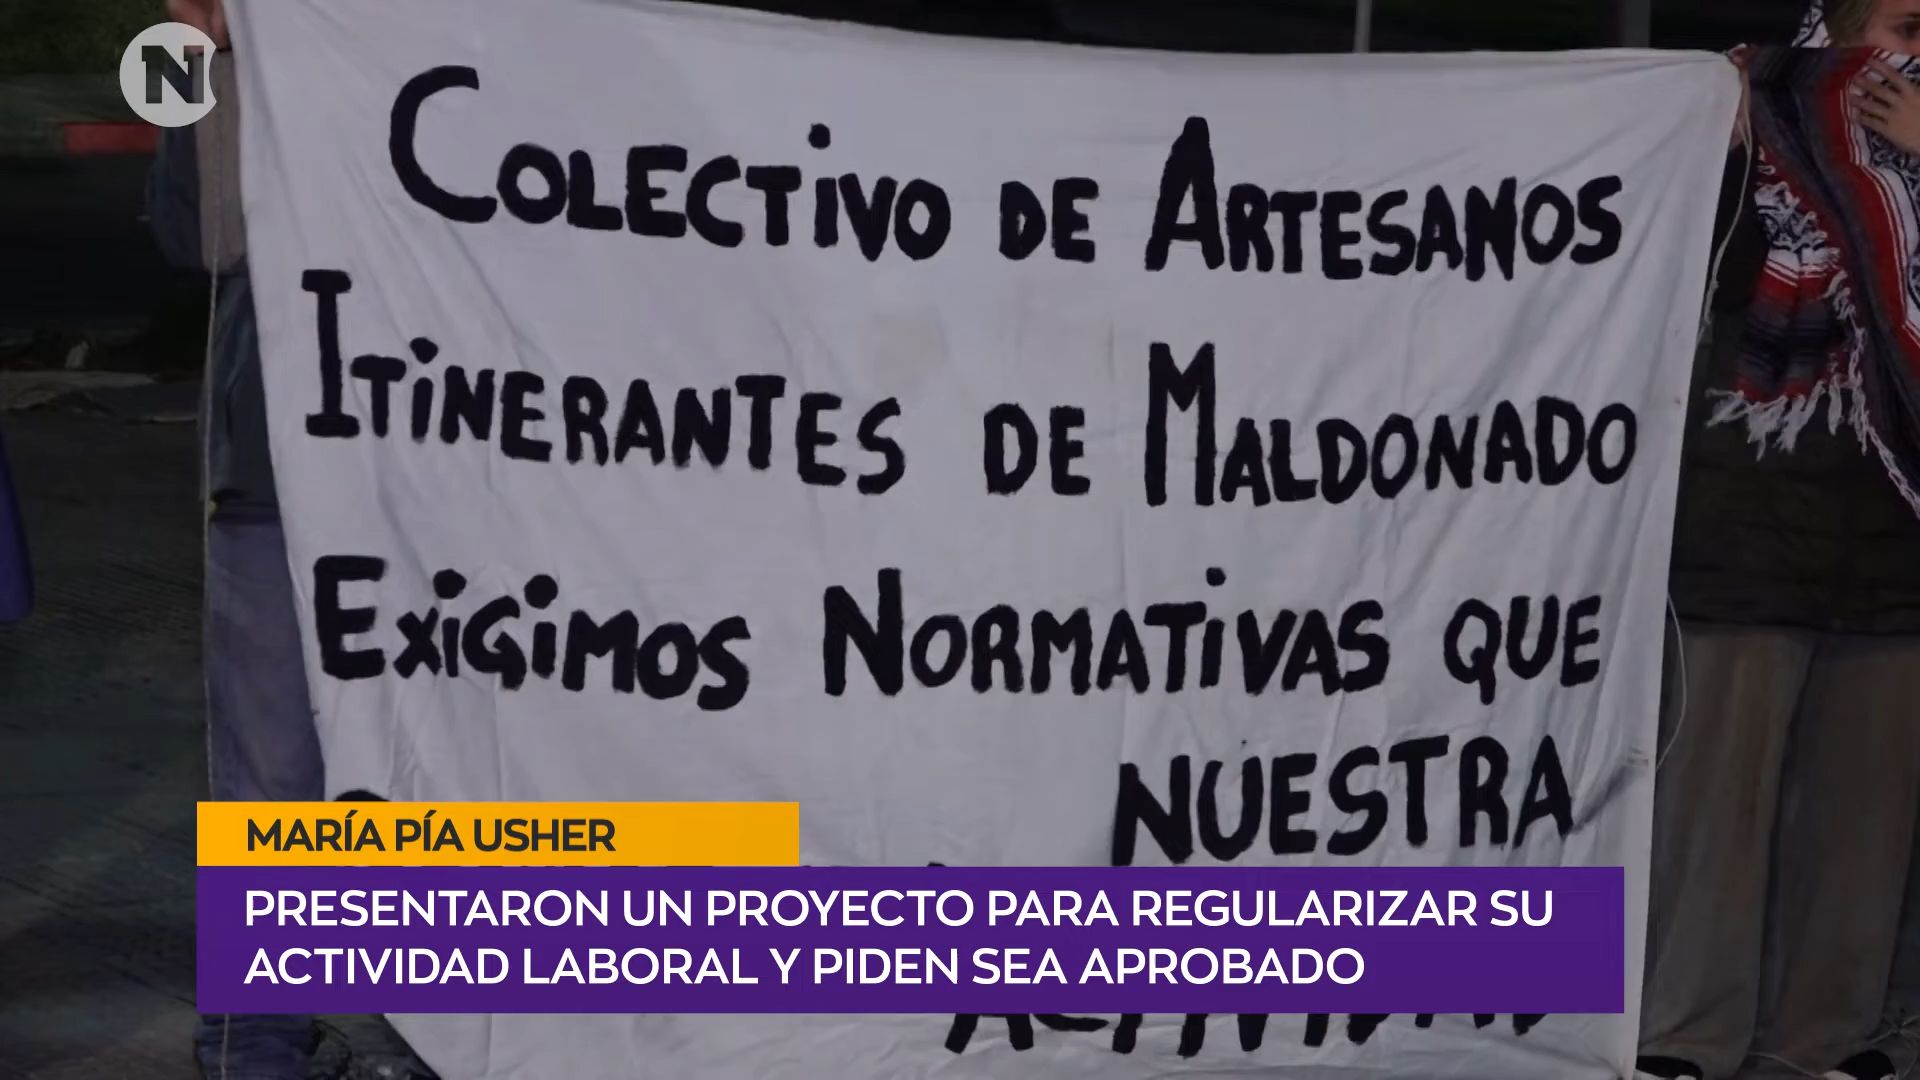 N
COLECTIVO DE ARTESANOS
ITINERANTES DE MALDONADO
EXIGIMOS NORMATIVAS QUE
NUESTRA
MARÍA PÍA USHER
PRESENTARON UN PROYECTO PARA REGULARIZAR SU
ACTIVIDAD LABORAL Y PIDEN SEA APROBADO
ACTIVIDAD